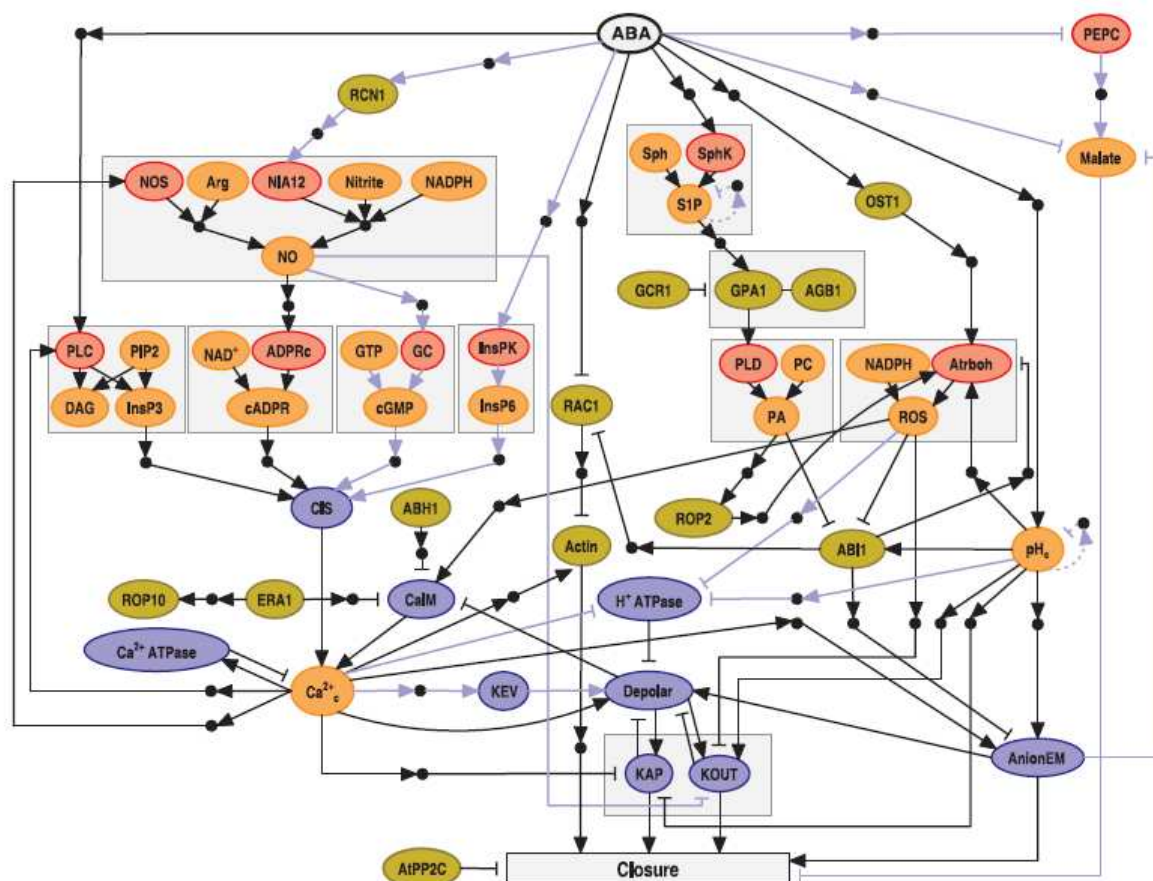 ABA
PEPC
RCN1
Malate
NOS
Arg
NIA12
Nitrite
NADPH
Sph
SphK
S1P
OST1
NO
GCR1
GPA1
AGB1
PLC
PIP2
NAD⁺
ADPRc
GTP
GC
InsPK
PLD
PC
NADPH
Atrboh
DAG
InsP3
cADPR
cGMP
InsP6
RAC1
PA
ROS
CIS
ABH1
ROP2
Actin
ABI1
pHc
ROP10
ERA1
CaIM
H⁺ ATPase
Ca²⁺ ATPase
Ca²⁺c
KEV
Depolar
KAP
KOUT
AnionEM
AtPP2C
Closure